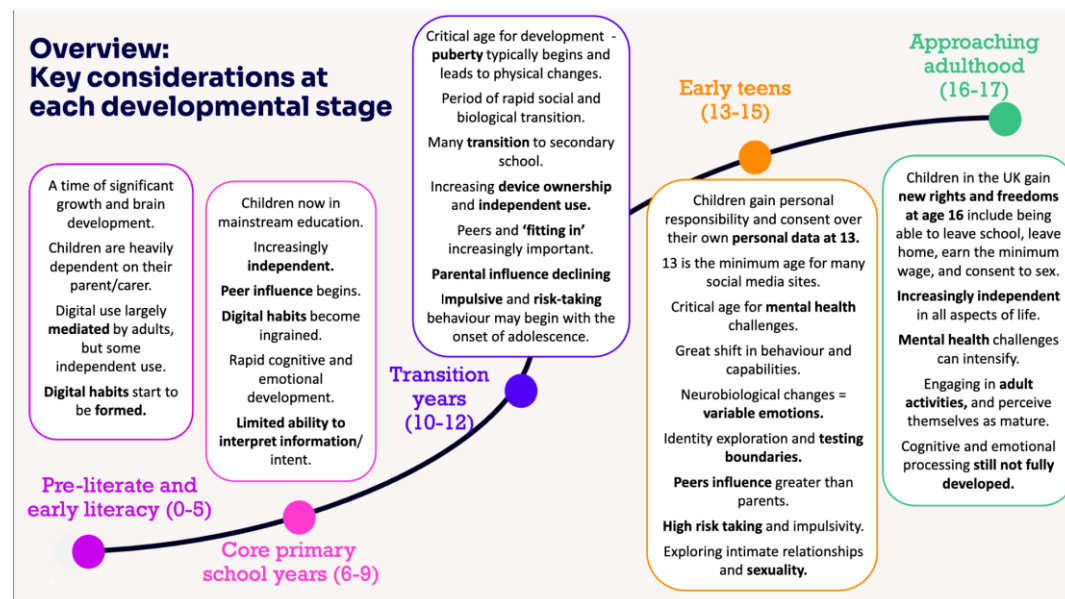 Overview:
Key considerations at
each developmental stage
A time of significant
growth and brain
development.
Children are heavily
dependent on their
parent/carer.
Digital use largely
mediated by adults,
but some
independent use.
Digital habits start to
be formed.
Pre-literate and
early literacy (0-5)
Children now in
mainstream education.
Increasingly
independent.
Peer influence begins.
Digital habits become
ingrained.
Rapid cognitive and
emotional
development.
Limited ability to
interpret information/
intent.
Core primary
school years (6-9)
Critical age for development -
puberty typically begins and
leads to physical changes.
Period of rapid social and
biological transition.
Many transition to secondary
school.
Increasing device ownership
and independent use.
Peers and ‘fitting in’
increasingly important.
Parental influence declining
Impulsive and risk-taking
behaviour may begin with the
onset of adolescence.
Transition
years
(10-12)
Early teens
(13-15)
Children gain personal
responsibility and consent over
their own personal data at 13.
13 is the minimum age for many
social media sites.
Critical age for mental health
challenges.
Great shift in behaviour and
capabilities.
Neurobiological changes =
variable emotions.
Identity exploration and testing
boundaries.
Peers influence greater than
parents.
High risk taking and impulsivity.
Exploring intimate relationships
and sexuality.
Approaching
adulthood
(16-17)
Children in the UK gain
new rights and freedoms
at age 16 include being
able to leave school, leave
home, earn the minimum
wage, and consent to sex.
Increasingly independent
in all aspects of life.
Mental health challenges
can intensify.
Engaging in adult
activities, and perceive
themselves as mature.
Cognitive and emotional
processing still not fully
developed.